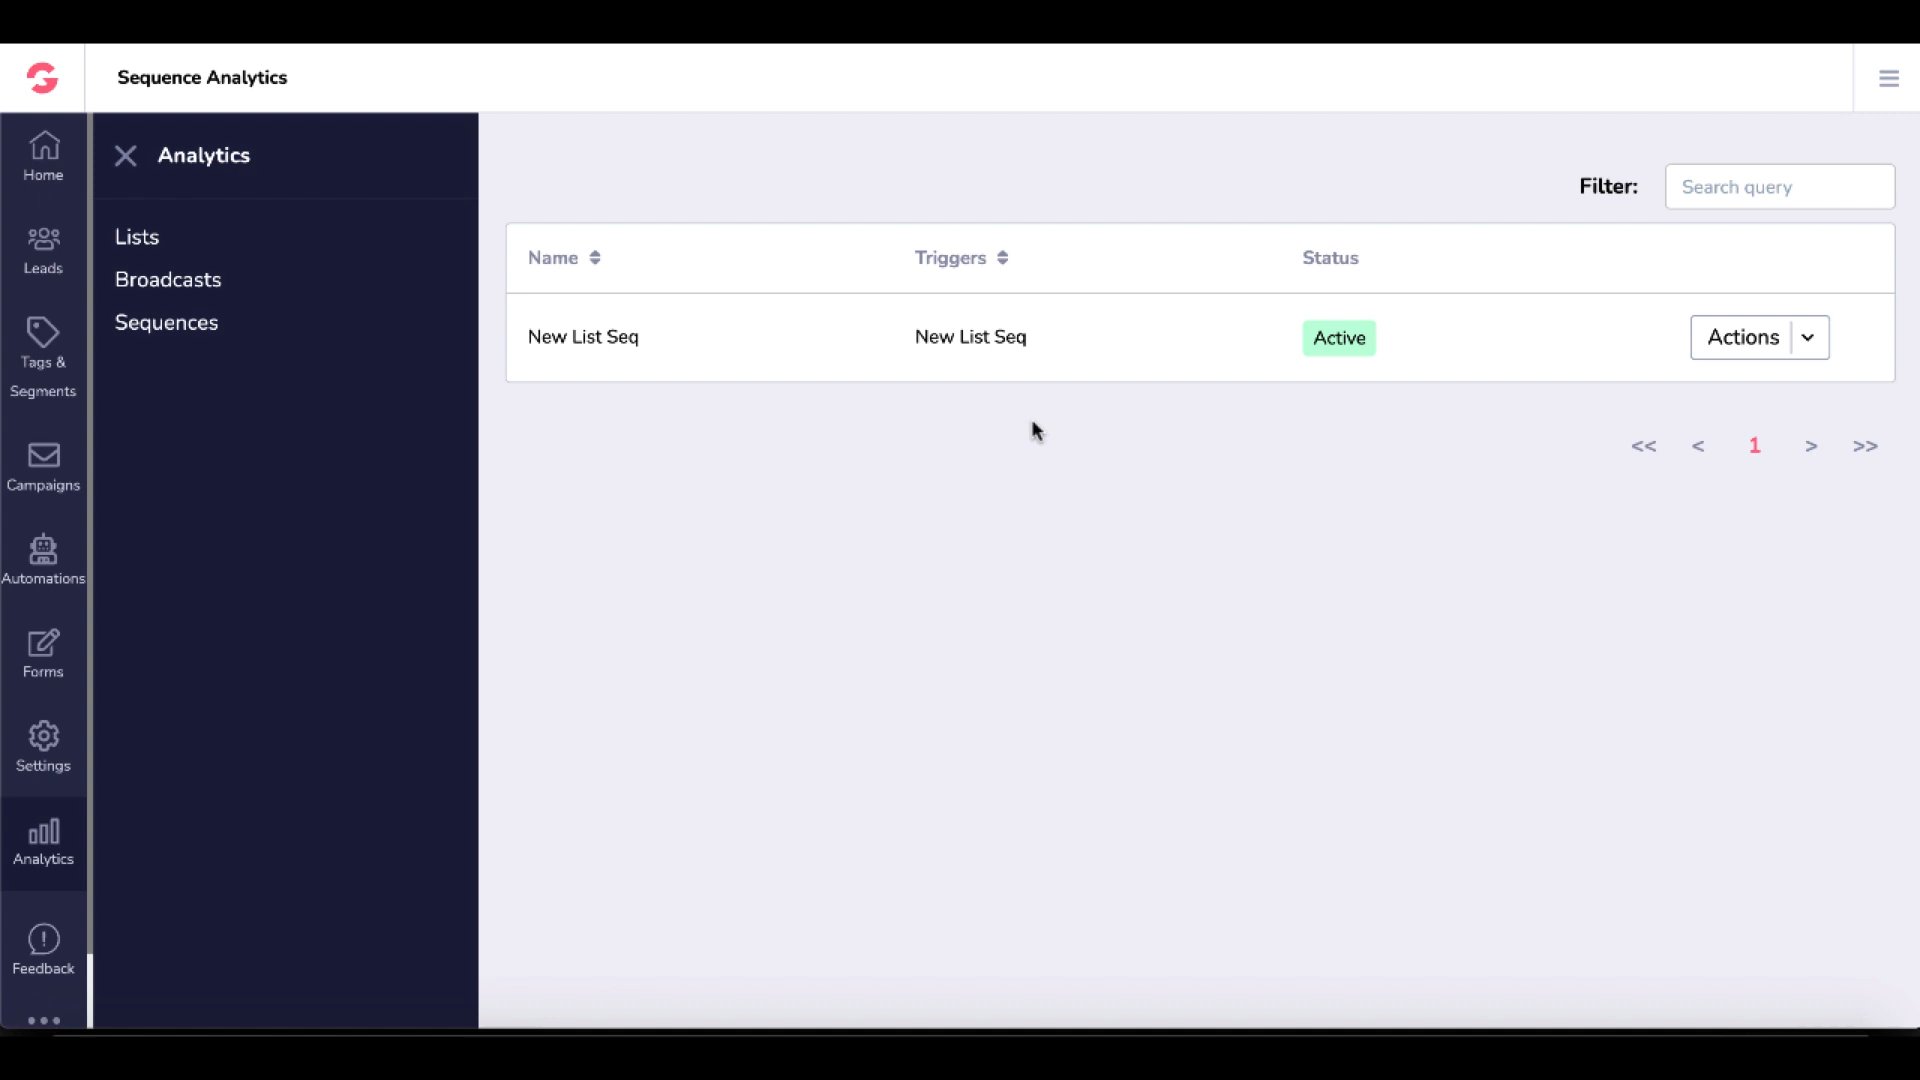 Sequence Analytics
Home
Leads
Tags &
Segments
Campaigns
Automations
Forms
Settings
Analytics
Feedback
Analytics
Lists
Broadcasts
Sequences
Filter: Search query
Name Triggers Status
New List Seq New List Seq Active Actions
<< < 1 > >>